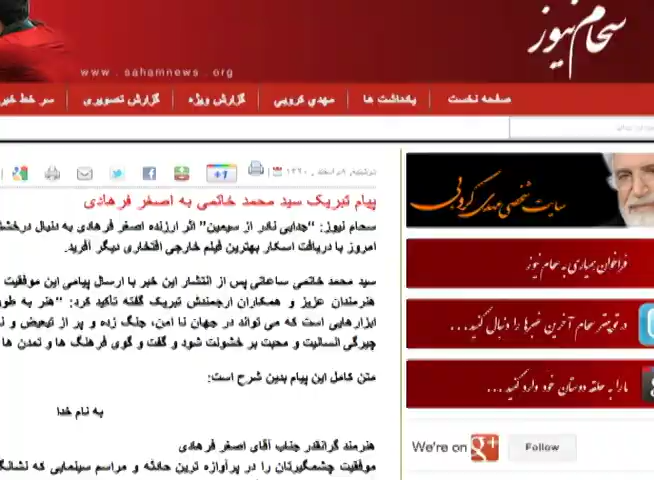 سحام نیوز
www.sahamnews.org
صفحه نخست
یادداشت ها
مهدی کروبی
گزارش ویژه
گزارش تصویری
سر خط خبر
+1
پیام تبریک سید محمد خاتمی به اصغر فرهادی
سحام نیوز: "جدایی نادر از سیمین" اثر ارزنده اصغر فرهادی به دنبال درخش
امروز با دریافت اسکار بهترین فیلم خارجی افتخاری دیگر آفرید.
سید محمد خاتمی ساعاتی پس از انتشار این خبر با ارسال پیامی این موفقیت
هنرمندان عزیز و همکاران ارجمندش تبریک گفته تأکید کرد: "هنر به طور
ابزارهایی است که می تواند در جهان نا امن، جنگ زده و پر از تبعیض و
چیرگی انسانیت و محبت بر خشونت شود و گفت و گوی فرهنگ ها و تمدن ها
متن کامل این پیام بدین شرح است:
به نام خدا
هنرمند گرانقدر جناب آقای اصغر فرهادی
موفقیت چشمگیرتان را در پرآوازه ترین حادثه و مراسم سینمایی که نشانگ
سایت شخصی مهدی کروبی
فراخوان همیاری به سحام نیوز
در توییتر سحام آخرین خبرها را دنبال کنید...
ما را به حلقه دوستان خود وارد کنید ...
We're on g+
Follow